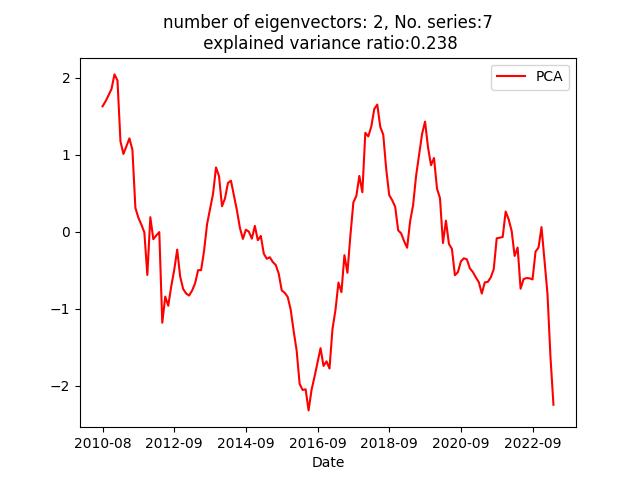 number of eigenvectors: 2, No. series:7
explained variance ratio:0.238
PCA
2
1
0
−1
−2
2010-08 2012-09 2014-09 2016-09 2018-09 2020-09 2022-09
Date